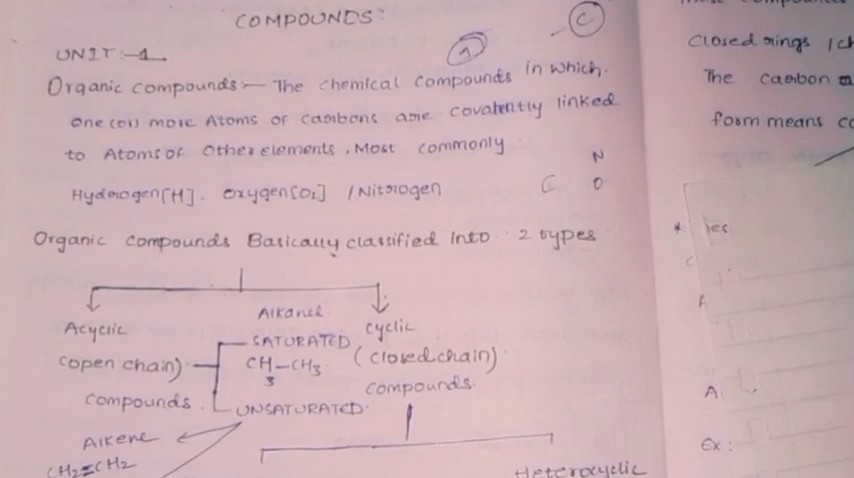 COMPOUNDS:
C
UNIT:-1
Organic compounds:- The chemical compounds in which
one (or) more Atoms of carbons are covalently linked
to Atoms of Other elements, Most commonly
N
Hydrogen[H], oxygen[O2] /Nitrogen
C O
Organic compounds Basically classified into 2 types
Alkanes
Acyclic
SATURATED
cyclic
(open chain)
CH3-CH3
(closed chain)
compounds.
compounds.
UNSATURATED.
Alkene
CH2=CH2
Heterocyclic
closed rings
The carbon
form means
A
A.
Ex: